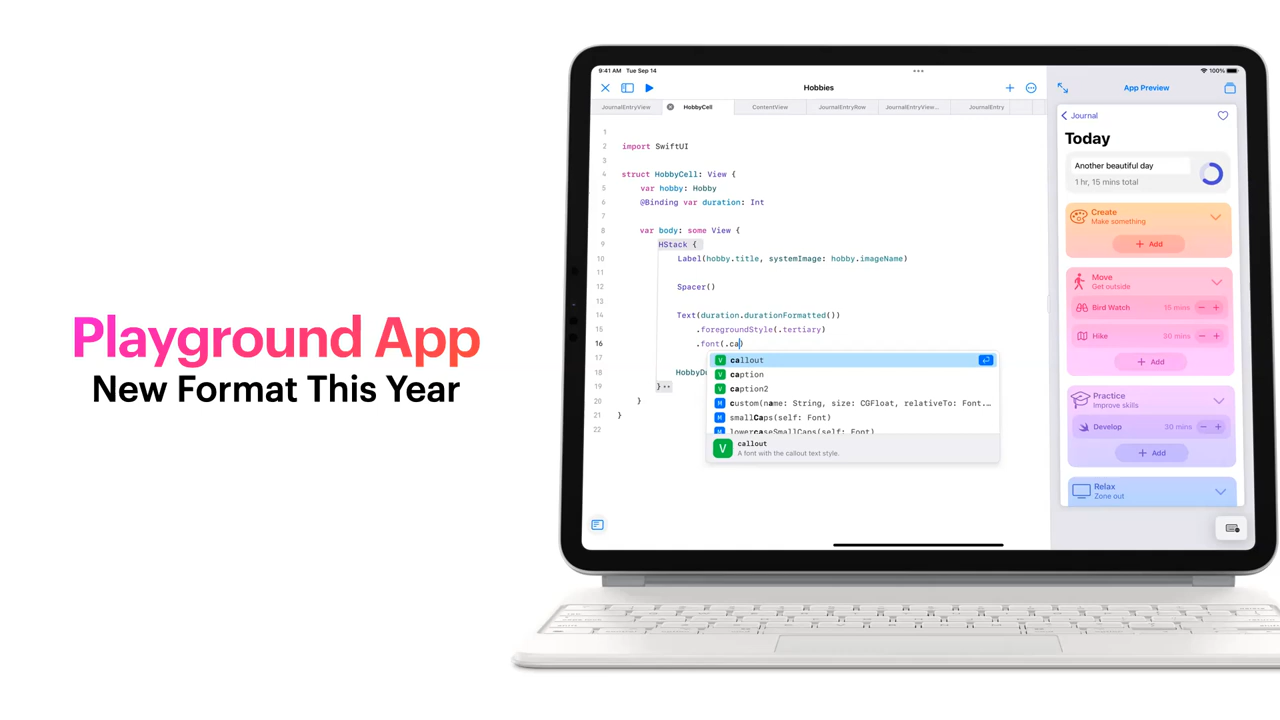 Playground App
New Format This Year
9:41 AM Tue Sep 14
100%
Hobbies
App Preview
JournalEntryView
HobbyCell
ContentView
JournalEntryRow
JournalEntryView...
JournalEntry
1
2 import SwiftUI
3
4 struct HobbyCell: View {
5 var hobby: Hobby
6 @Binding var duration: Int
7
8 var body: some View {
9 HStack {
10 Label(hobby.title, systemImage: hobby.imageName)
11
12 Spacer()
13
14 Text(duration.durationFormatted())
15 .foregroundStyle(.tertiary)
16 .font(.ca)
17
18 HobbyDu
19 }
20 }
21 }
22
V callout
V caption
V caption2
M custom(name: String, size: CGFloat, relativeTo: Font...
M smallCaps(self: Font)
M lowercaseSmallCaps(self: Font)
V callout
A font with the callout text style.
Journal
Today
Another beautiful day
1 hr, 15 mins total
Create
Make something
+ Add
Move
Get outside
Bird Watch 15 mins − +
Hike 30 mins − +
+ Add
Practice
Improve skills
Develop 30 mins − +
+ Add
Relax
Zone out